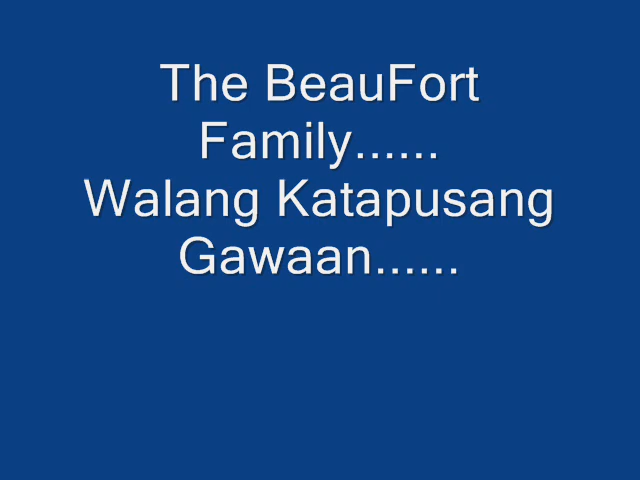 The BeauFort
Family......
Walang Katapusang
Gawaan......